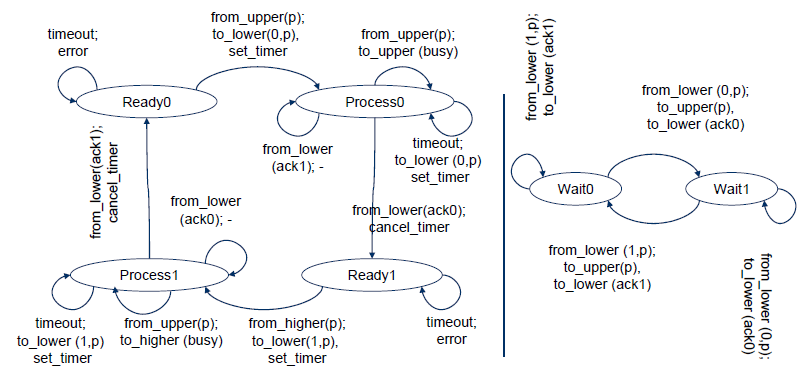 timeout;
error
from_upper(p);
to_lower(0,p),
set_timer
from_upper(p);
to_upper (busy)
Ready0
Process0
from_lower
(ack1); -
timeout;
to_lower (0,p)
set_timer
from_lower(ack1);
cancel_timer
from_lower
(ack0); -
from_lower(ack0);
cancel_timer
Process1
Ready1
timeout;
to_lower (1,p)
set_timer
from_upper(p);
to_higher (busy)
from_higher(p);
to_lower(1,p),
set_timer
timeout;
error
from_lower (1,p);
to_lower (ack1)
from_lower (0,p);
to_upper(p),
to_lower (ack0)
Wait0
Wait1
from_lower (1,p);
to_upper(p),
to_lower (ack1)
from_lower (0,p);
to_lower (ack0)